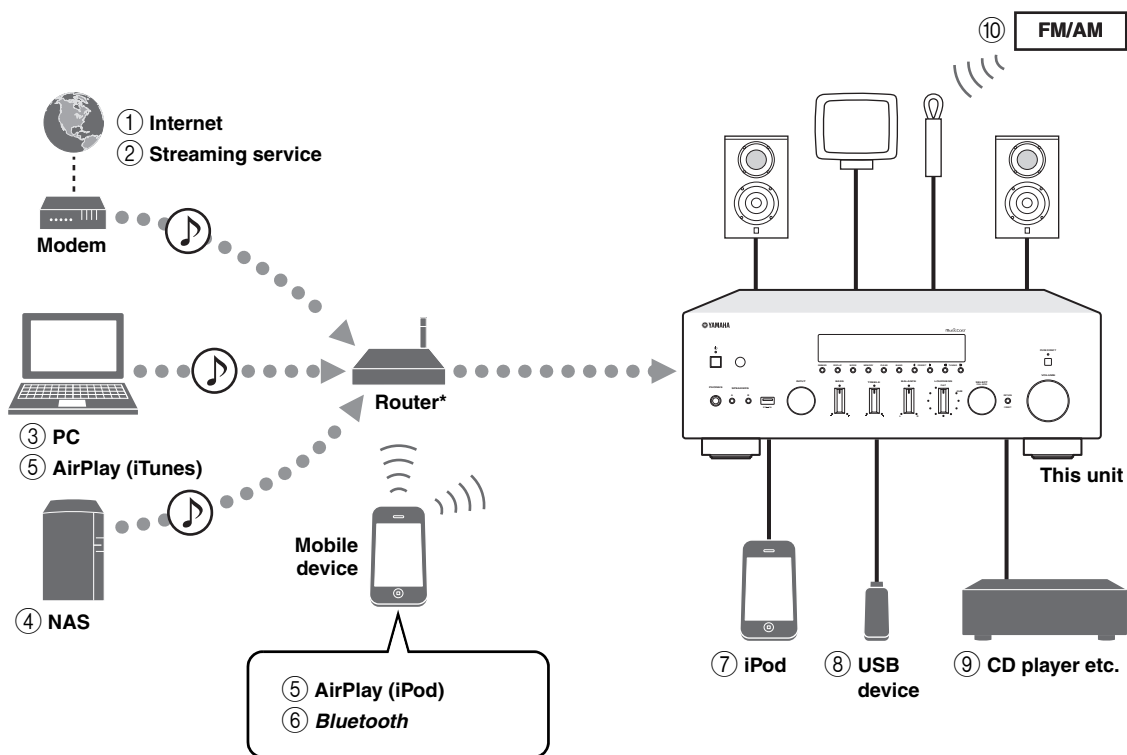 ⑩ FM/AM
① Internet
② Streaming service
Modem
YAMAHA
Router*
③ PC
⑤ AirPlay (iTunes)
This unit
Mobile
device
④ NAS
⑦ iPod
⑧ USB
device
⑨ CD player etc.
⑤ AirPlay (iPod)
⑥ Bluetooth